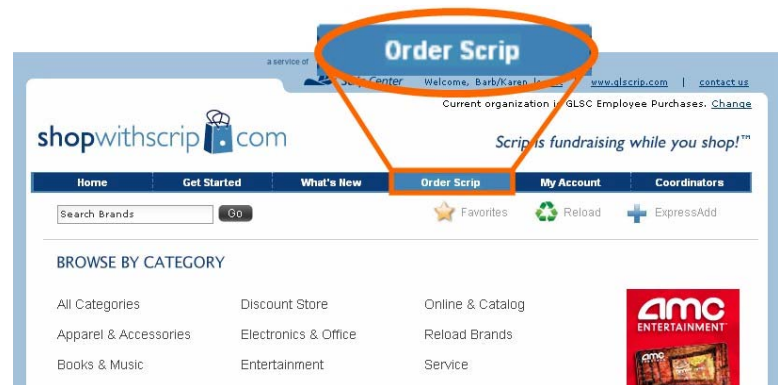 Order Scrip
a service of
Center Welcome, Barb/Karen www.glscrip.com | contact us
Current organization is GLSC Employee Purchases. Change
shopwithscrip.com
Scrip is fundraising while you shop!™
Home Get Started What's New Order Scrip My Account Coordinators
Search Brands Go Favorites Reload ExpressAdd
BROWSE BY CATEGORY
All Categories Discount Store Online & Catalog
Apparel & Accessories Electronics & Office Reload Brands
Books & Music Entertainment Service
amc
ENTERTAINMENT
amc